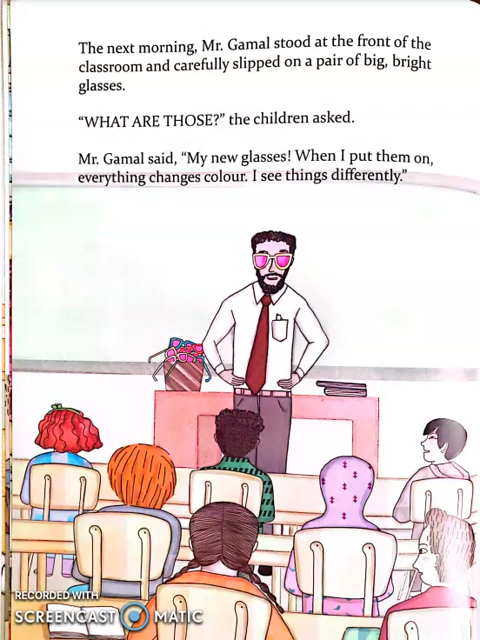 The next morning, Mr. Gamal stood at the front of the
classroom and carefully slipped on a pair of big, bright
glasses.
“WHAT ARE THOSE?” the children asked.
Mr. Gamal said, “My new glasses! When I put them on,
everything changes colour. I see things differently.”
RECORDED WITH
SCREENCAST MATIC